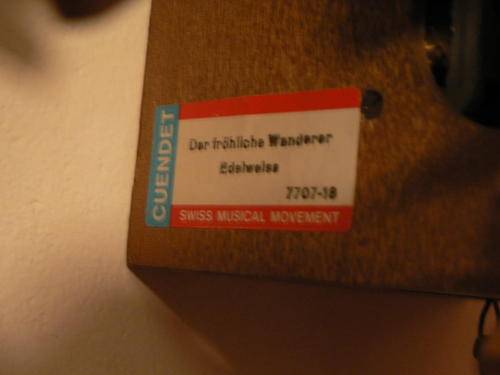 CUENDET
Der fröhliche Wanderer
Edelweiss
7707-18
SWISS MUSICAL MOVEMENT